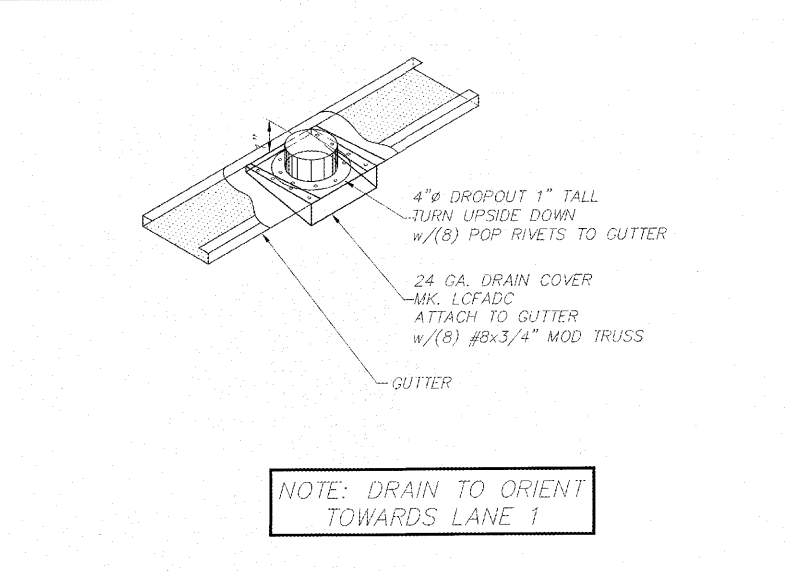 4"ø DROPOUT 1" TALL
TURN UPSIDE DOWN
w/(8) POP RIVETS TO GUTTER
24 GA. DRAIN COVER
MK. LCFADC
ATTACH TO GUTTER
w/(8) #8x3/4" MOD TRUSS
GUTTER
NOTE: DRAIN TO ORIENT
TOWARDS LANE 1